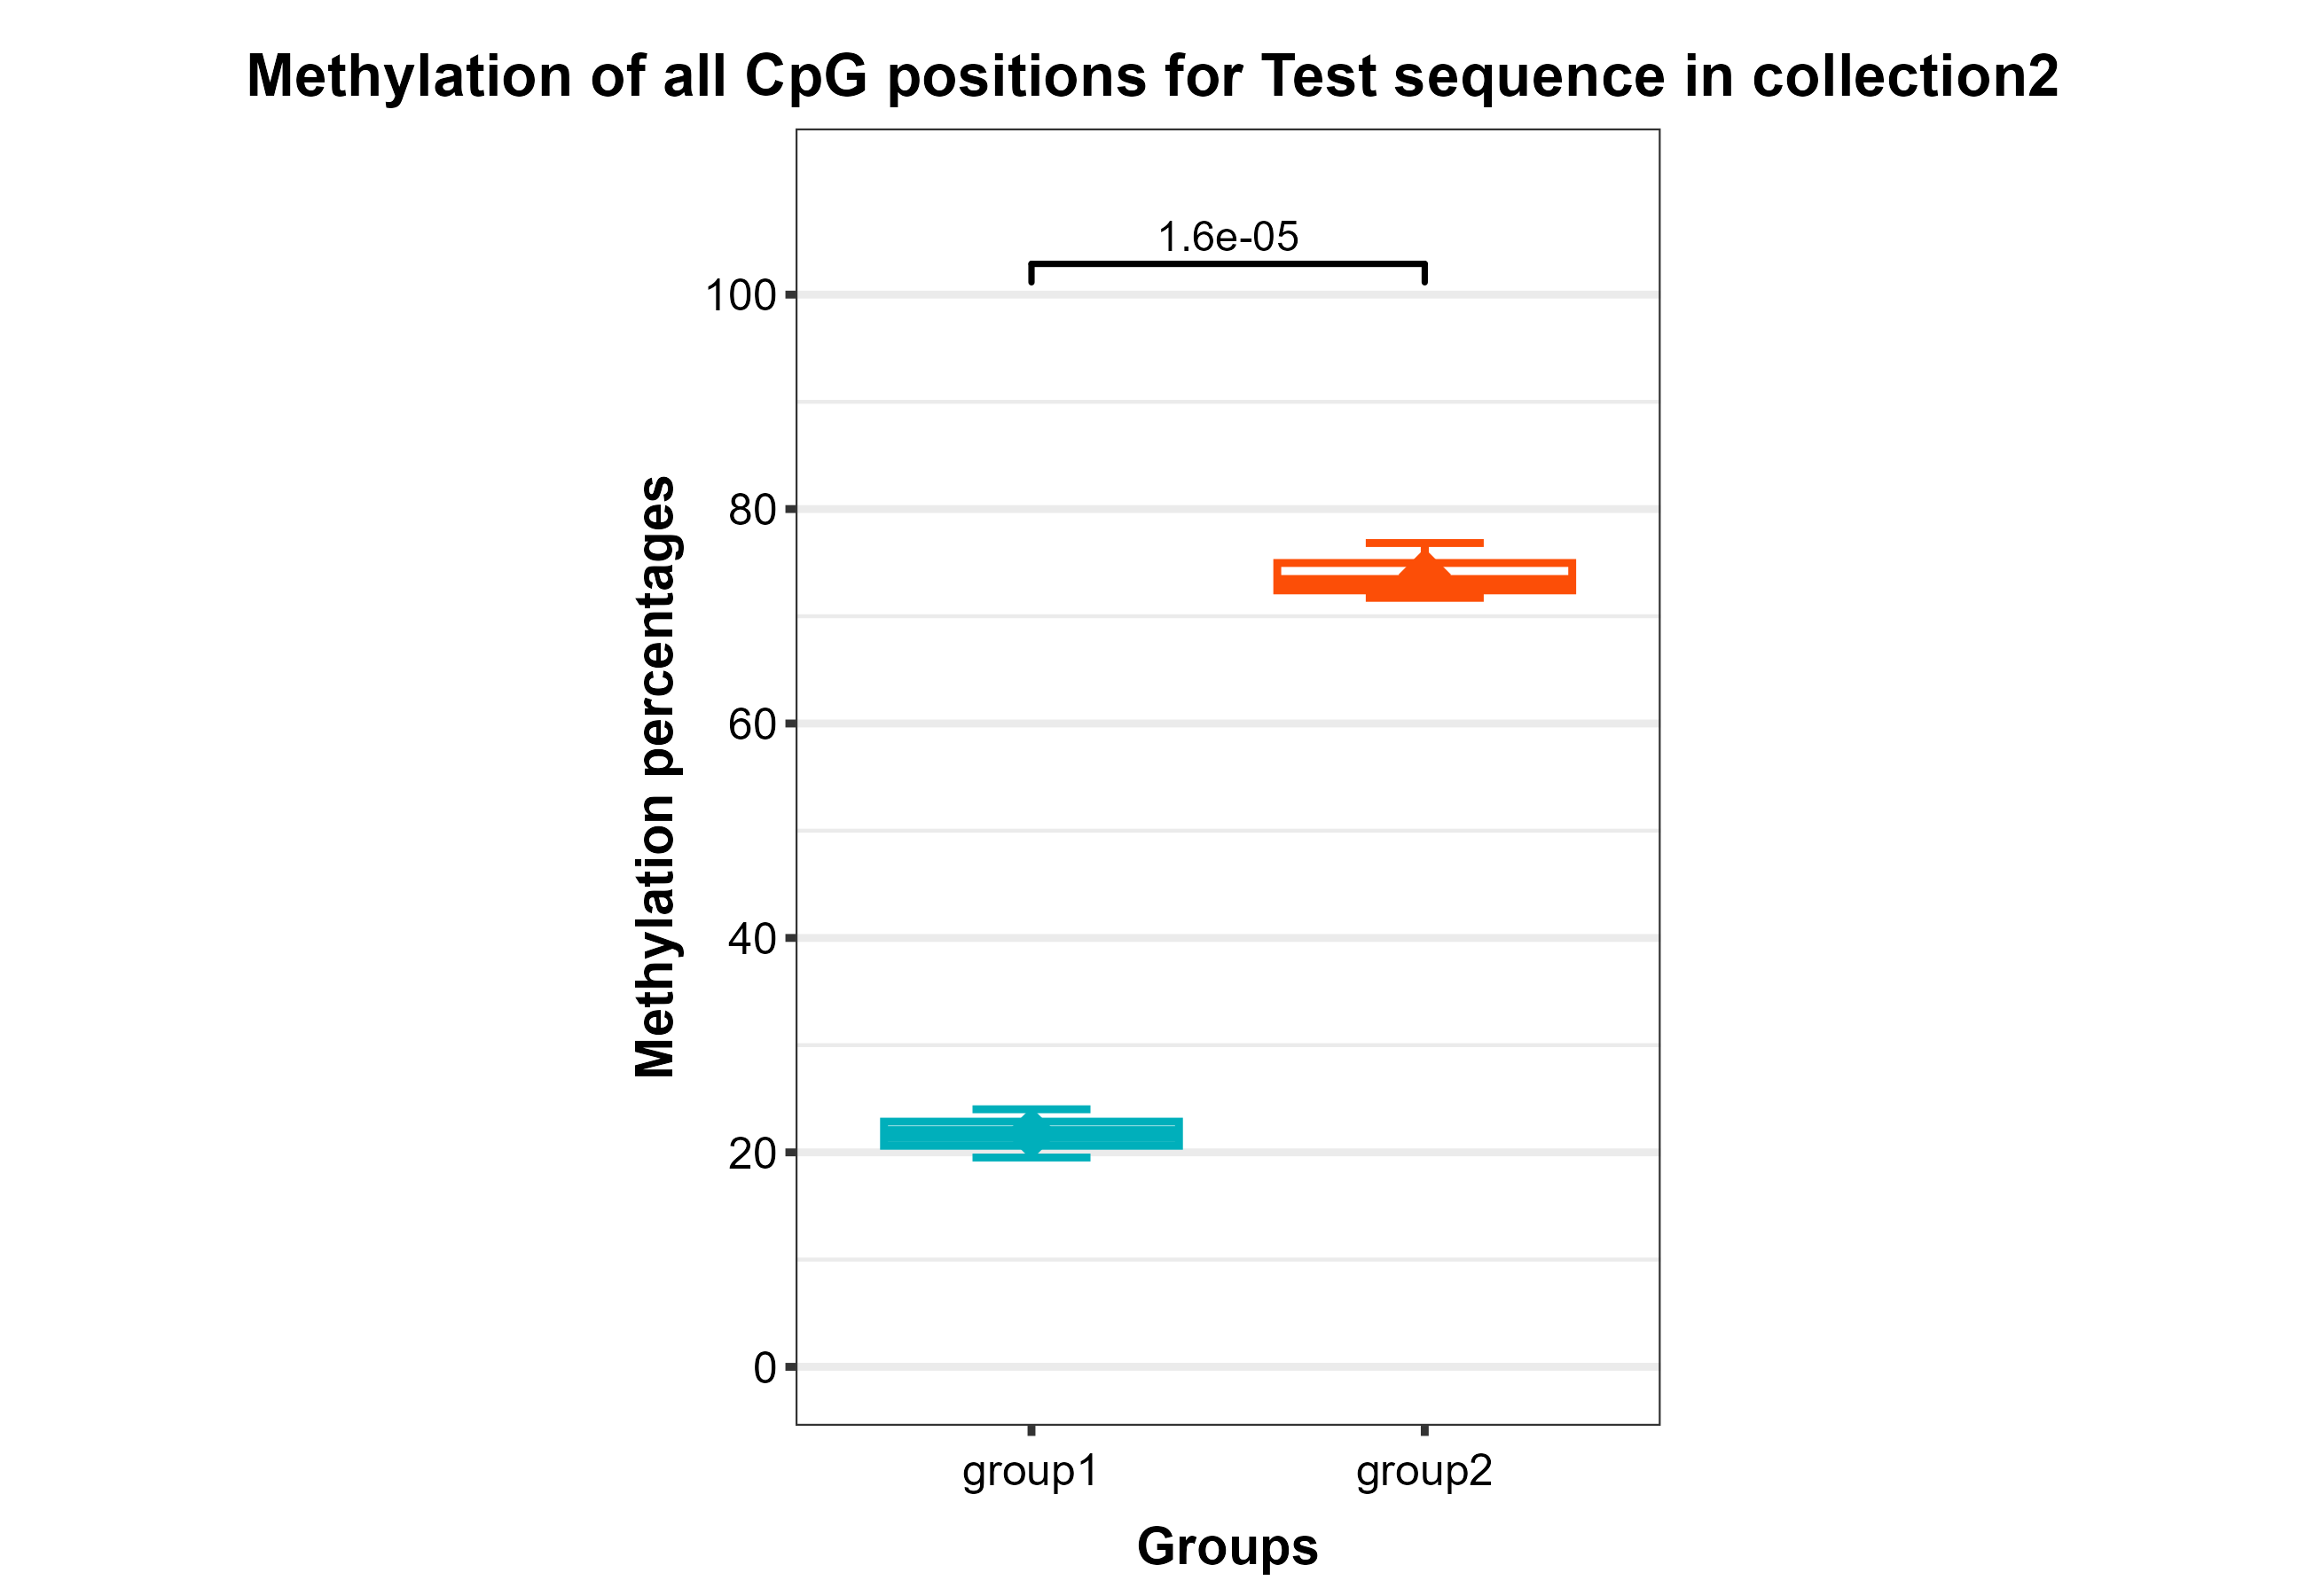 Methylation of all CpG positions for Test sequence in collection2
1.6e-05
100
80
60
40
20
0
Methylation percentages
group1
group2
Groups